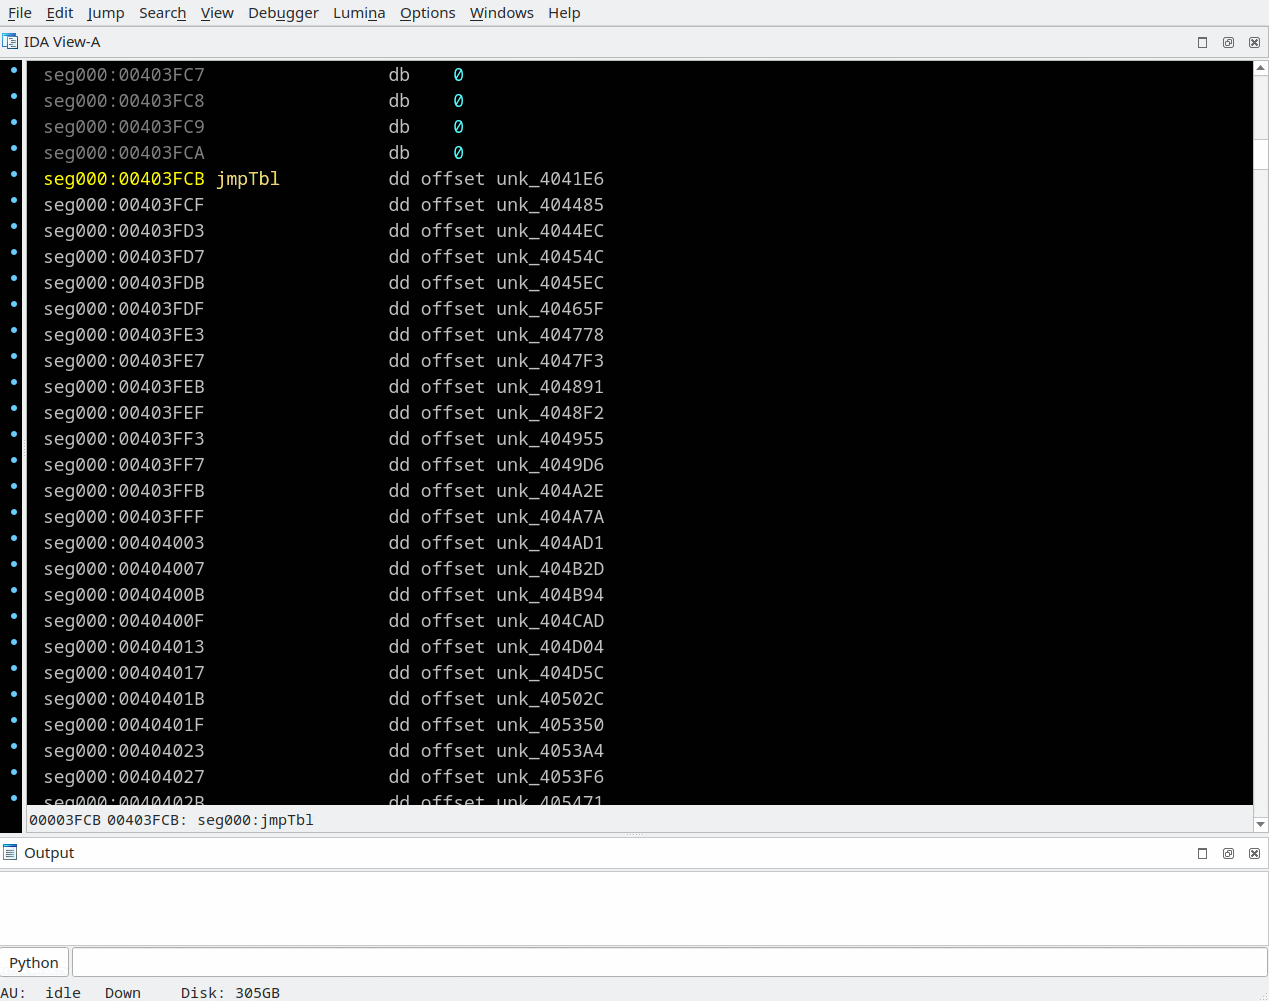 File Edit Jump Search View Debugger Lumina Options Windows Help
IDA View-A
seg000:00403FC7 db 0
seg000:00403FC8 db 0
seg000:00403FC9 db 0
seg000:00403FCA db 0
seg000:00403FCB jmpTbl dd offset unk_4041E6
seg000:00403FCF dd offset unk_404485
seg000:00403FD3 dd offset unk_4044EC
seg000:00403FD7 dd offset unk_40454C
seg000:00403FDB dd offset unk_4045EC
seg000:00403FDF dd offset unk_40465F
seg000:00403FE3 dd offset unk_404778
seg000:00403FE7 dd offset unk_4047F3
seg000:00403FEB dd offset unk_404891
seg000:00403FEF dd offset unk_4048F2
seg000:00403FF3 dd offset unk_404955
seg000:00403FF7 dd offset unk_4049D6
seg000:00403FFB dd offset unk_404A2E
seg000:00403FFF dd offset unk_404A7A
seg000:00404003 dd offset unk_404AD1
seg000:00404007 dd offset unk_404B2D
seg000:0040400B dd offset unk_404B94
seg000:0040400F dd offset unk_404CAD
seg000:00404013 dd offset unk_404D04
seg000:00404017 dd offset unk_404D5C
seg000:0040401B dd offset unk_40502C
seg000:0040401F dd offset unk_405350
seg000:00404023 dd offset unk_4053A4
seg000:00404027 dd offset unk_4053F6
seg000:0040402B dd offset unk_405471
00003FCB 00403FCB: seg000:jmpTbl
Output
Python
AU: idle Down Disk: 305GB